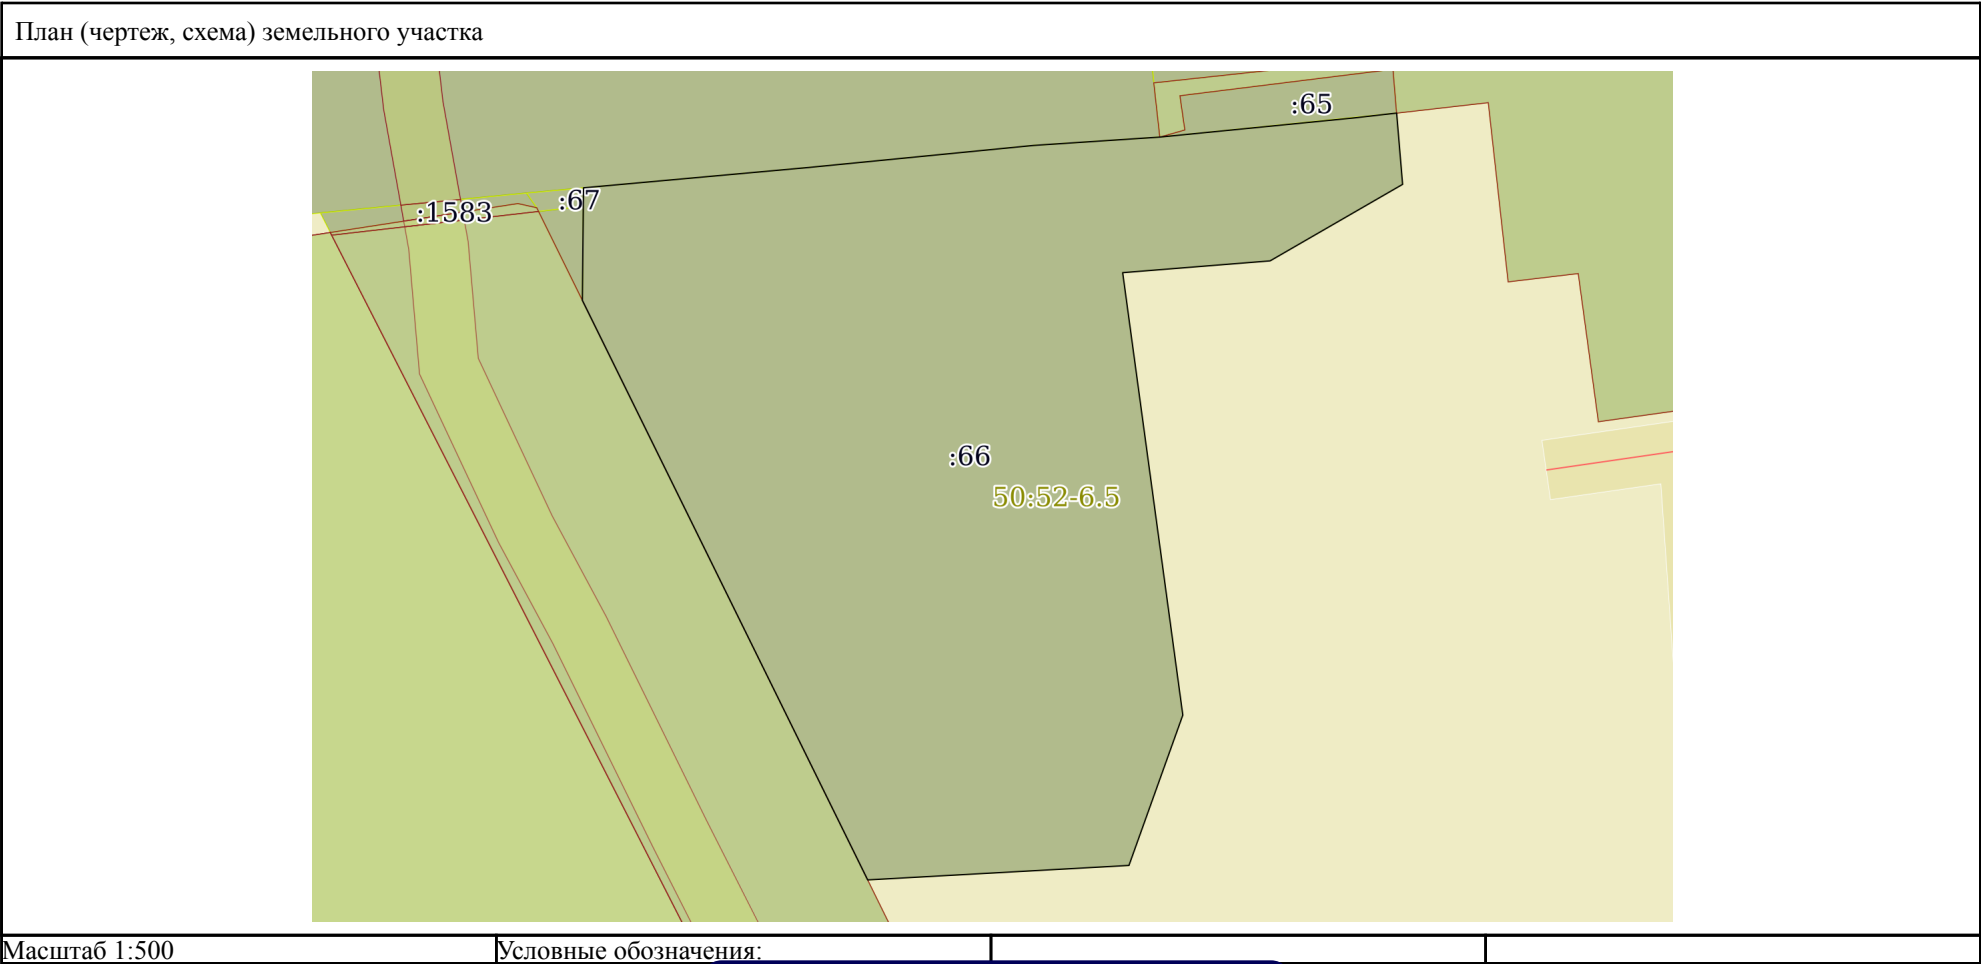 План (чертеж, схема) земельного участка
:65
:67
:1583
:66
50:52-6.5
Масштаб 1:500
Условные обозначения: